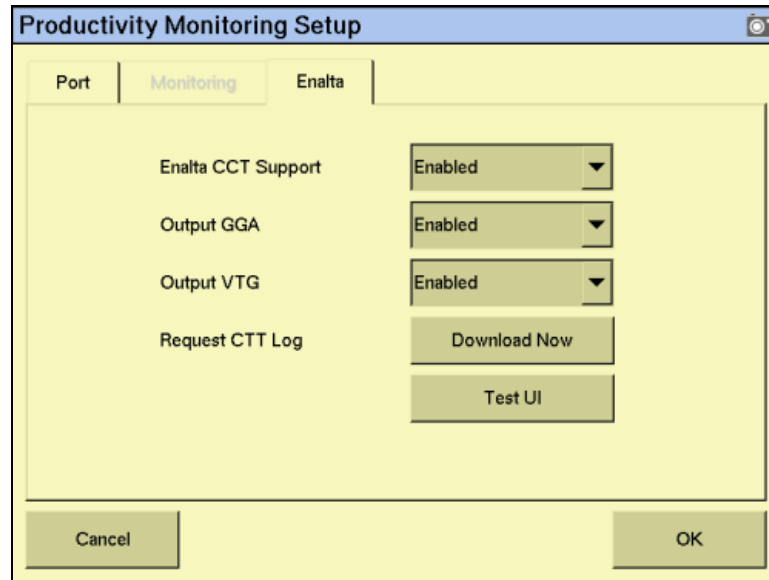 Productivity Monitoring Setup
Port Monitoring Enalta
Enalta CCT Support Enabled
Output GGA Enabled
Output VTG Enabled
Request CTT Log Download Now
Test UI
Cancel OK